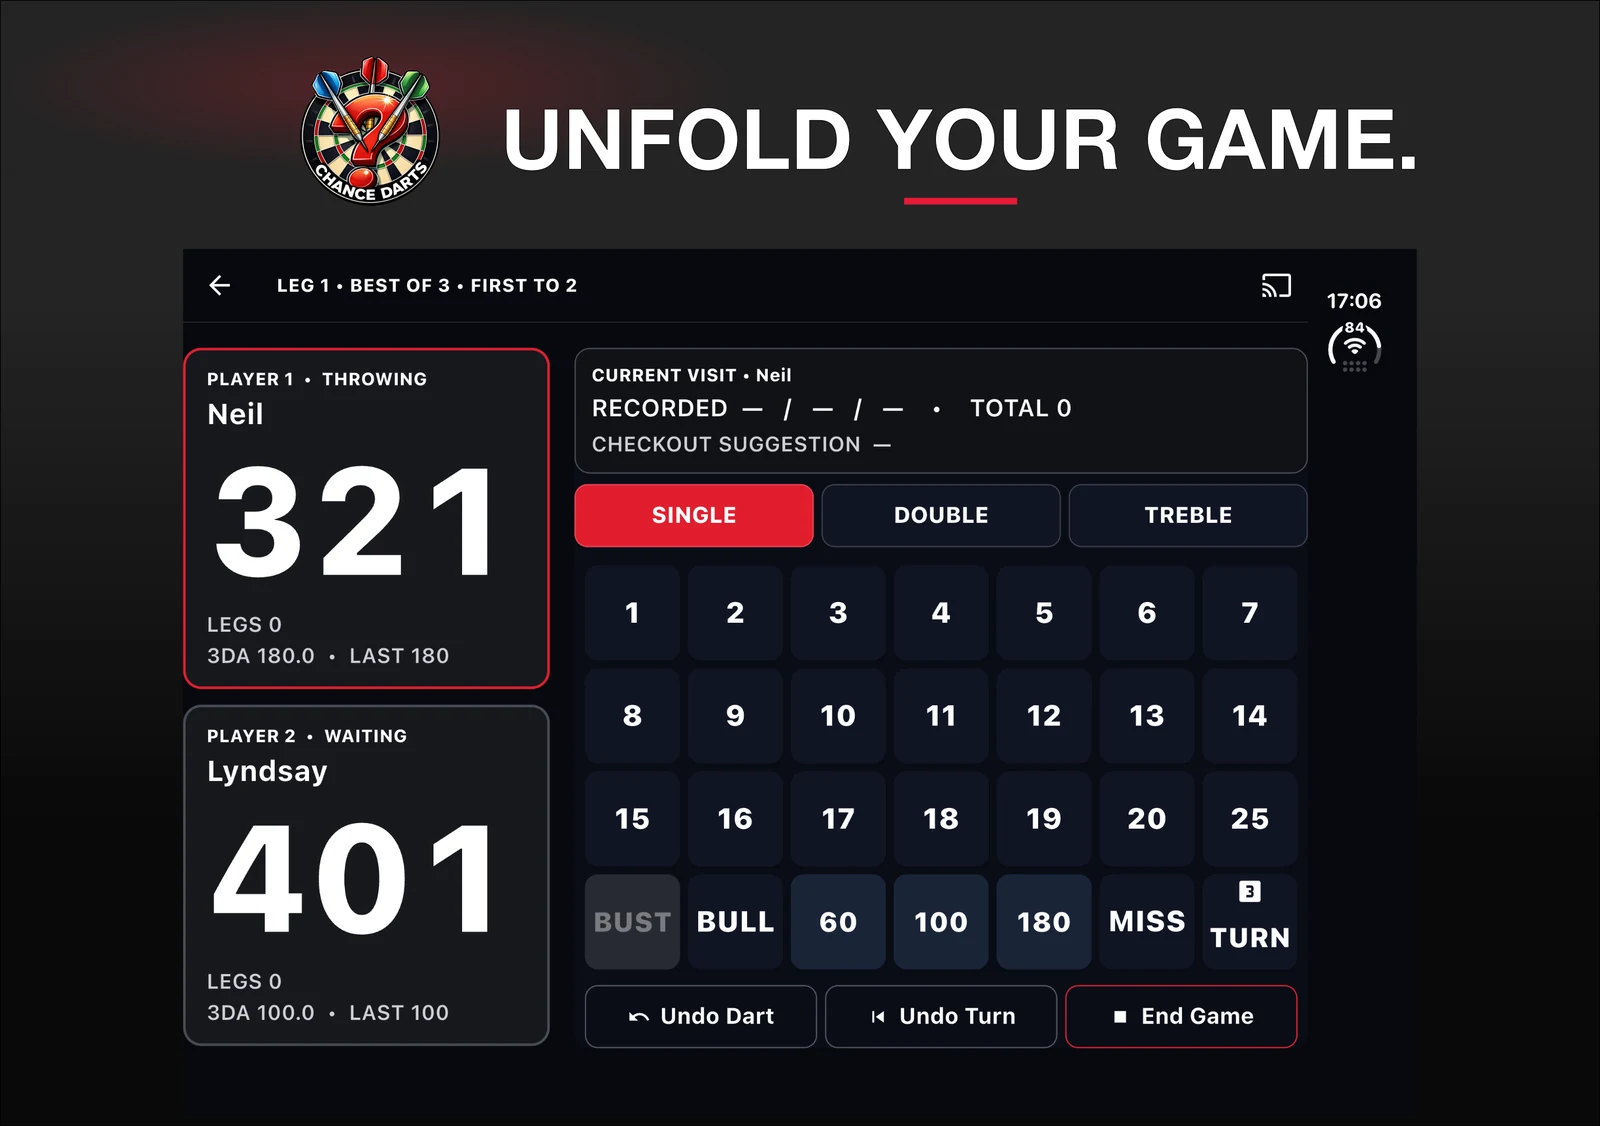 CHANCE DARTS
UNFOLD YOUR GAME.
LEG 1 • BEST OF 3 • FIRST TO 2
17:06
84
PLAYER 1 • THROWING
Neil
321
LEGS 0
3DA 180.0 • LAST 180
PLAYER 2 • WAITING
Lyndsay
401
LEGS 0
3DA 100.0 • LAST 100
CURRENT VISIT • Neil
RECORDED — / — / — • TOTAL 0
CHECKOUT SUGGESTION —
SINGLE DOUBLE TREBLE
1 2 3 4 5 6 7
8 9 10 11 12 13 14
15 16 17 18 19 20 25
BUST BULL 60 100 180 MISS 3 TURN
Undo Dart Undo Turn End Game